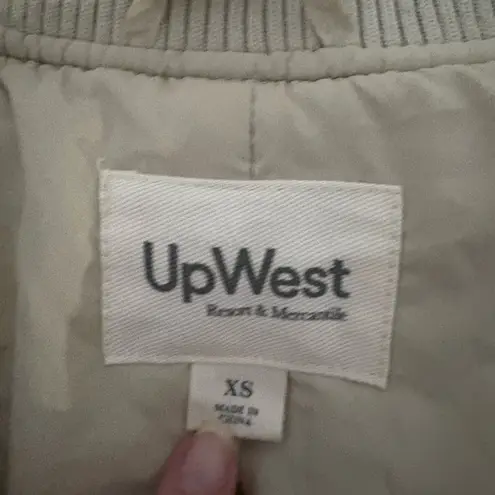 UpWest
Resort & Mercantile
XS
MADE IN
CHINA